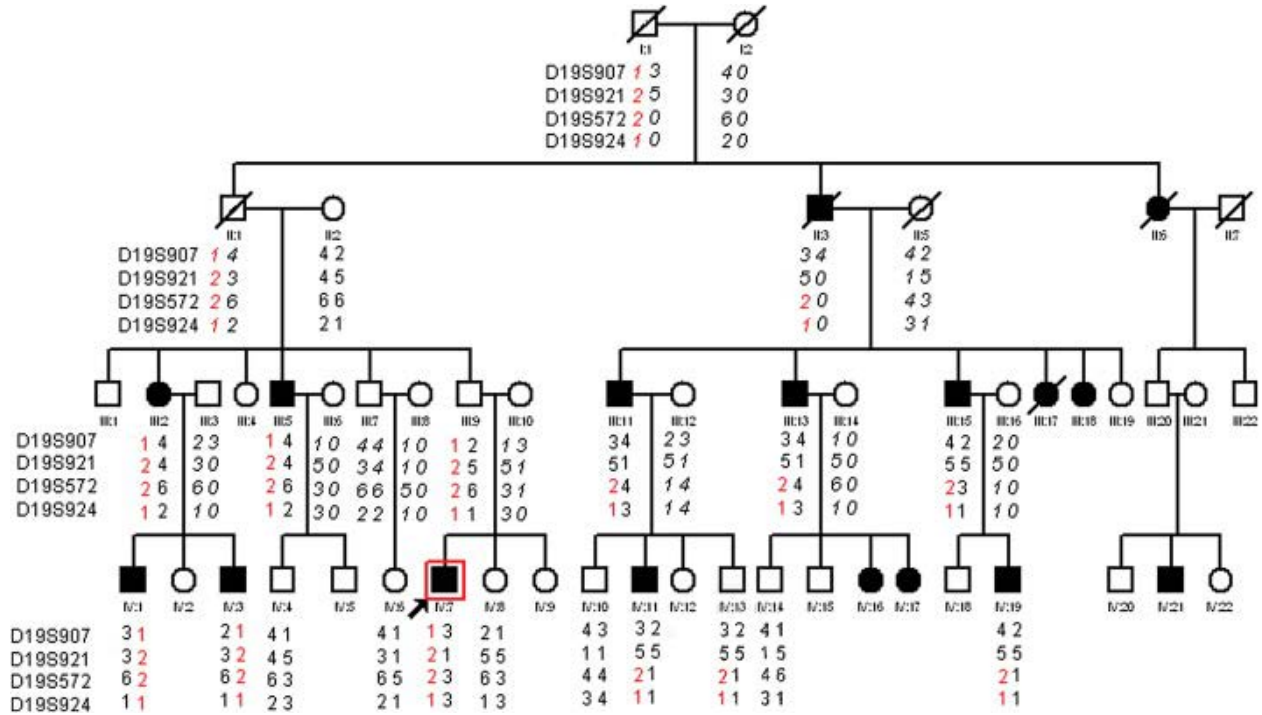 I:1 I:2
D19S907 1 3 4 0
D19S921 2 5 3 0
D19S572 2 0 6 0
D19S924 1 0 2 0
II:1 II:2 II:3 II:5 II:6 II:7
D19S907 1 4 4 2 3 4 4 2
D19S921 2 3 4 5 5 0 1 5
D19S572 2 6 6 6 2 0 4 3
D19S924 1 2 2 1 1 0 3 1
III:1 III:2 III:3 III:4 III:5 III:6 III:7 III:8 III:9 III:10 III:11 III:12 III:13 III:14 III:15 III:16 III:17 III:18 III:19 III:20 III:21 III:22
D19S907 1 4 2 3 1 4 1 0 4 4 1 0 1 2 1 3 3 4 2 3 3 4 1 0 4 2 2 0
D19S921 2 4 3 0 2 4 5 0 3 4 1 0 2 5 5 1 5 1 5 1 5 1 5 0 5 5 5 0
D19S572 2 6 6 0 2 6 3 0 6 6 5 0 2 6 3 1 2 4 1 4 2 4 6 0 2 3 1 0
D19S924 1 2 1 0 1 2 3 0 2 2 1 0 1 1 3 0 1 3 1 4 1 3 1 0 1 1 1 0
IV:1 IV:2 IV:3 IV:4 IV:5 IV:6 IV:7 IV:8 IV:9 IV:10 IV:11 IV:12 IV:13 IV:14 IV:15 IV:16 IV:17 IV:18 IV:19 IV:20 IV:21 IV:22
D19S907 3 1 2 1 4 1 4 1 1 3 2 1 4 3 3 2 3 2 4 1 4 2
D19S921 3 2 3 2 4 5 3 1 2 1 5 5 1 1 5 5 5 5 1 5 5 5
D19S572 6 2 6 2 6 3 6 5 2 3 6 3 4 4 2 1 2 1 4 6 2 1
D19S924 1 1 1 1 2 3 2 1 1 3 1 3 3 4 1 1 1 1 3 1 1 1